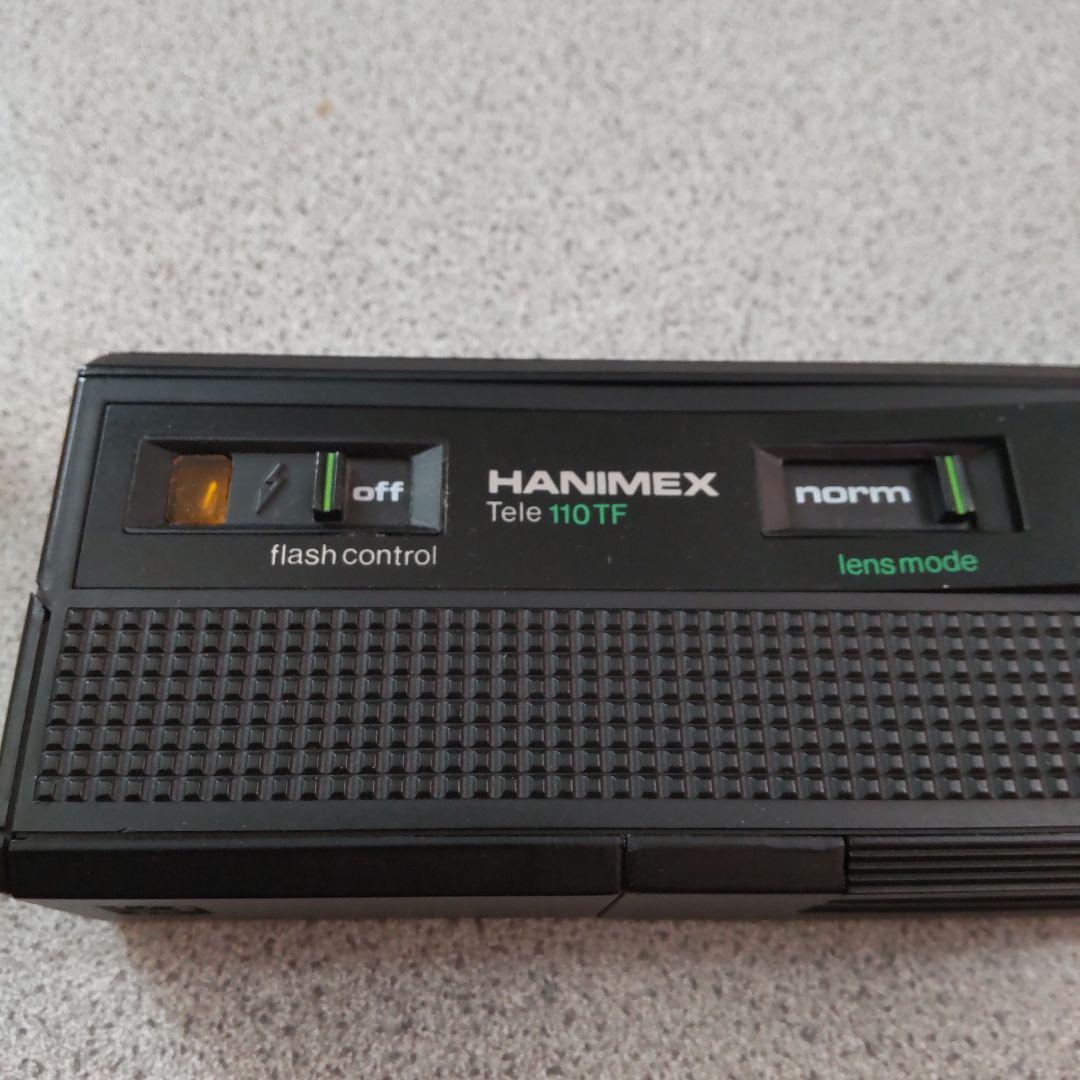 off
flash control
HANIMEX
Tele 110TF
norm
lens mode